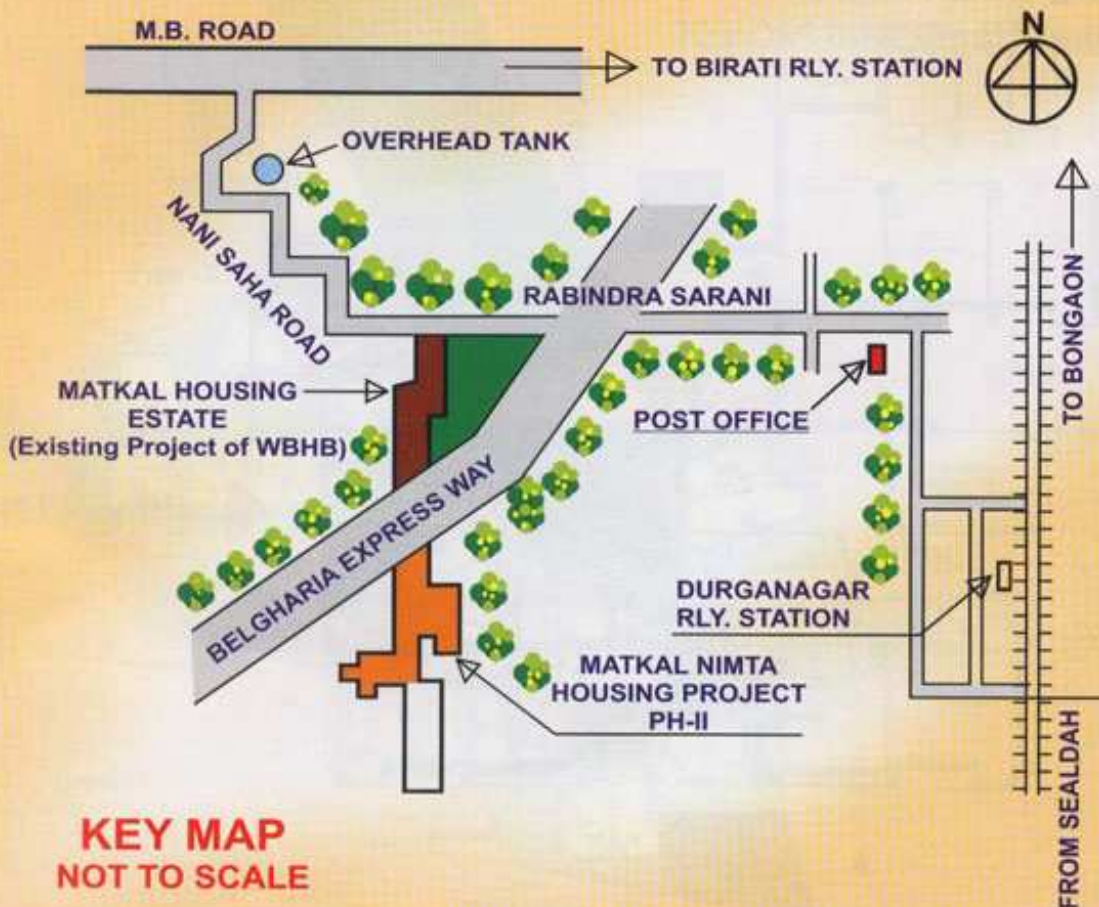 M.B. ROAD
N
TO BIRATI RLY. STATION
OVERHEAD TANK
NANI SAHA ROAD
RABINDRA SARANI
TO BONGAON
MATKAL HOUSING
ESTATE
(Existing Project of WBHB)
POST OFFICE
BELGHARIA EXPRESS WAY
DURGANAGAR
RLY. STATION
MATKAL NIMTA
HOUSING PROJECT
PH-II
FROM SEALDAH
KEY MAP
NOT TO SCALE